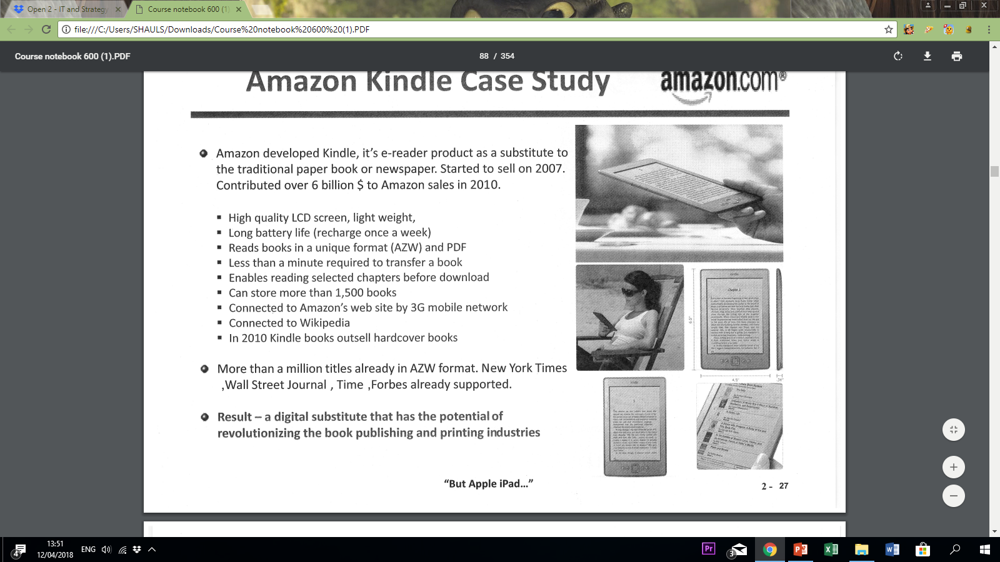 Open 2 - IT and Strategy
Course notebook 600 (1)
file:///C:/Users/SHAULS/Downloads/Course%20notebook%20600%20(1).PDF
Course notebook 600 (1).PDF
88 / 354
Amazon Kindle Case Study
amazon.com®
Amazon developed Kindle, it's e-reader product as a substitute to
the traditional paper book or newspaper. Started to sell on 2007.
Contributed over 6 billion $ to Amazon sales in 2010.
High quality LCD screen, light weight,
Long battery life (recharge once a week)
Reads books in a unique format (AZW) and PDF
Less than a minute required to transfer a book
Enables reading selected chapters before download
Can store more than 1,500 books
Connected to Amazon's web site by 3G mobile network
Connected to Wikipedia
In 2010 Kindle books outsell hardcover books
More than a million titles already in AZW format. New York Times
,Wall Street Journal , Time ,Forbes already supported.
Result – a digital substitute that has the potential of
revolutionizing the book publishing and printing industries
kindle
Chapter 1
6.5"
4.5"
.34"
kindle
1
"But Apple iPad..."
2 - 27
4
13:51
12/04/2018
ENG
Pr
3